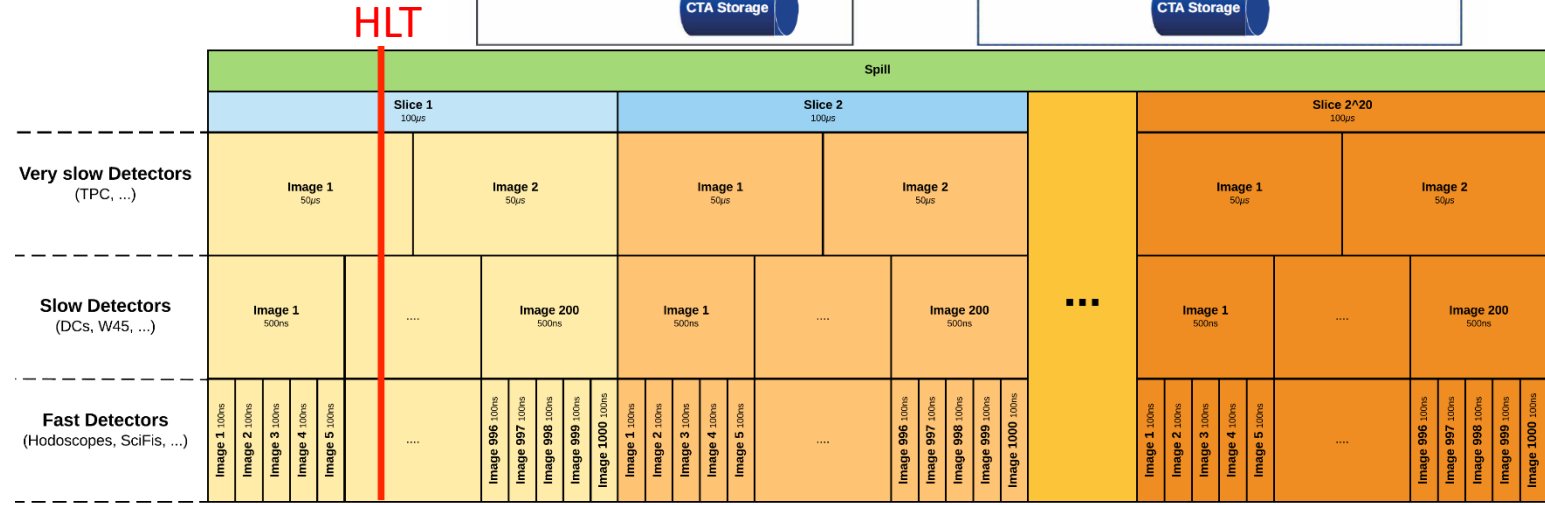 CTA Storage
CTA Storage
HLT
Spill
Slice 1
100µs
Slice 2
100µs
Slice 2^20
100µs
Very slow Detectors
(TPC, ...)
Image 1
50µs
Image 2
50µs
Image 1
50µs
Image 2
50µs
Image 1
50µs
Image 2
50µs
Slow Detectors
(DCs, W45, ...)
Image 1
500ns
....
Image 200
500ns
Image 1
500ns
....
Image 200
500ns
...
Image 1
500ns
....
Image 200
500ns
Fast Detectors
(Hodoscopes, SciFis, ...)
Image 1 100ns
Image 2 100ns
Image 3 100ns
Image 4 100ns
Image 5 100ns
....
Image 996 100ns
Image 997 100ns
Image 998 100ns
Image 999 100ns
Image 1000 100ns
Image 1 100ns
Image 2 100ns
Image 3 100ns
Image 4 100ns
Image 5 100ns
....
Image 996 100ns
Image 997 100ns
Image 998 100ns
Image 999 100ns
Image 1000 100ns
Image 1 100ns
Image 2 100ns
Image 3 100ns
Image 4 100ns
Image 5 100ns
....
Image 996 100ns
Image 997 100ns
Image 998 100ns
Image 999 100ns
Image 1000 100ns